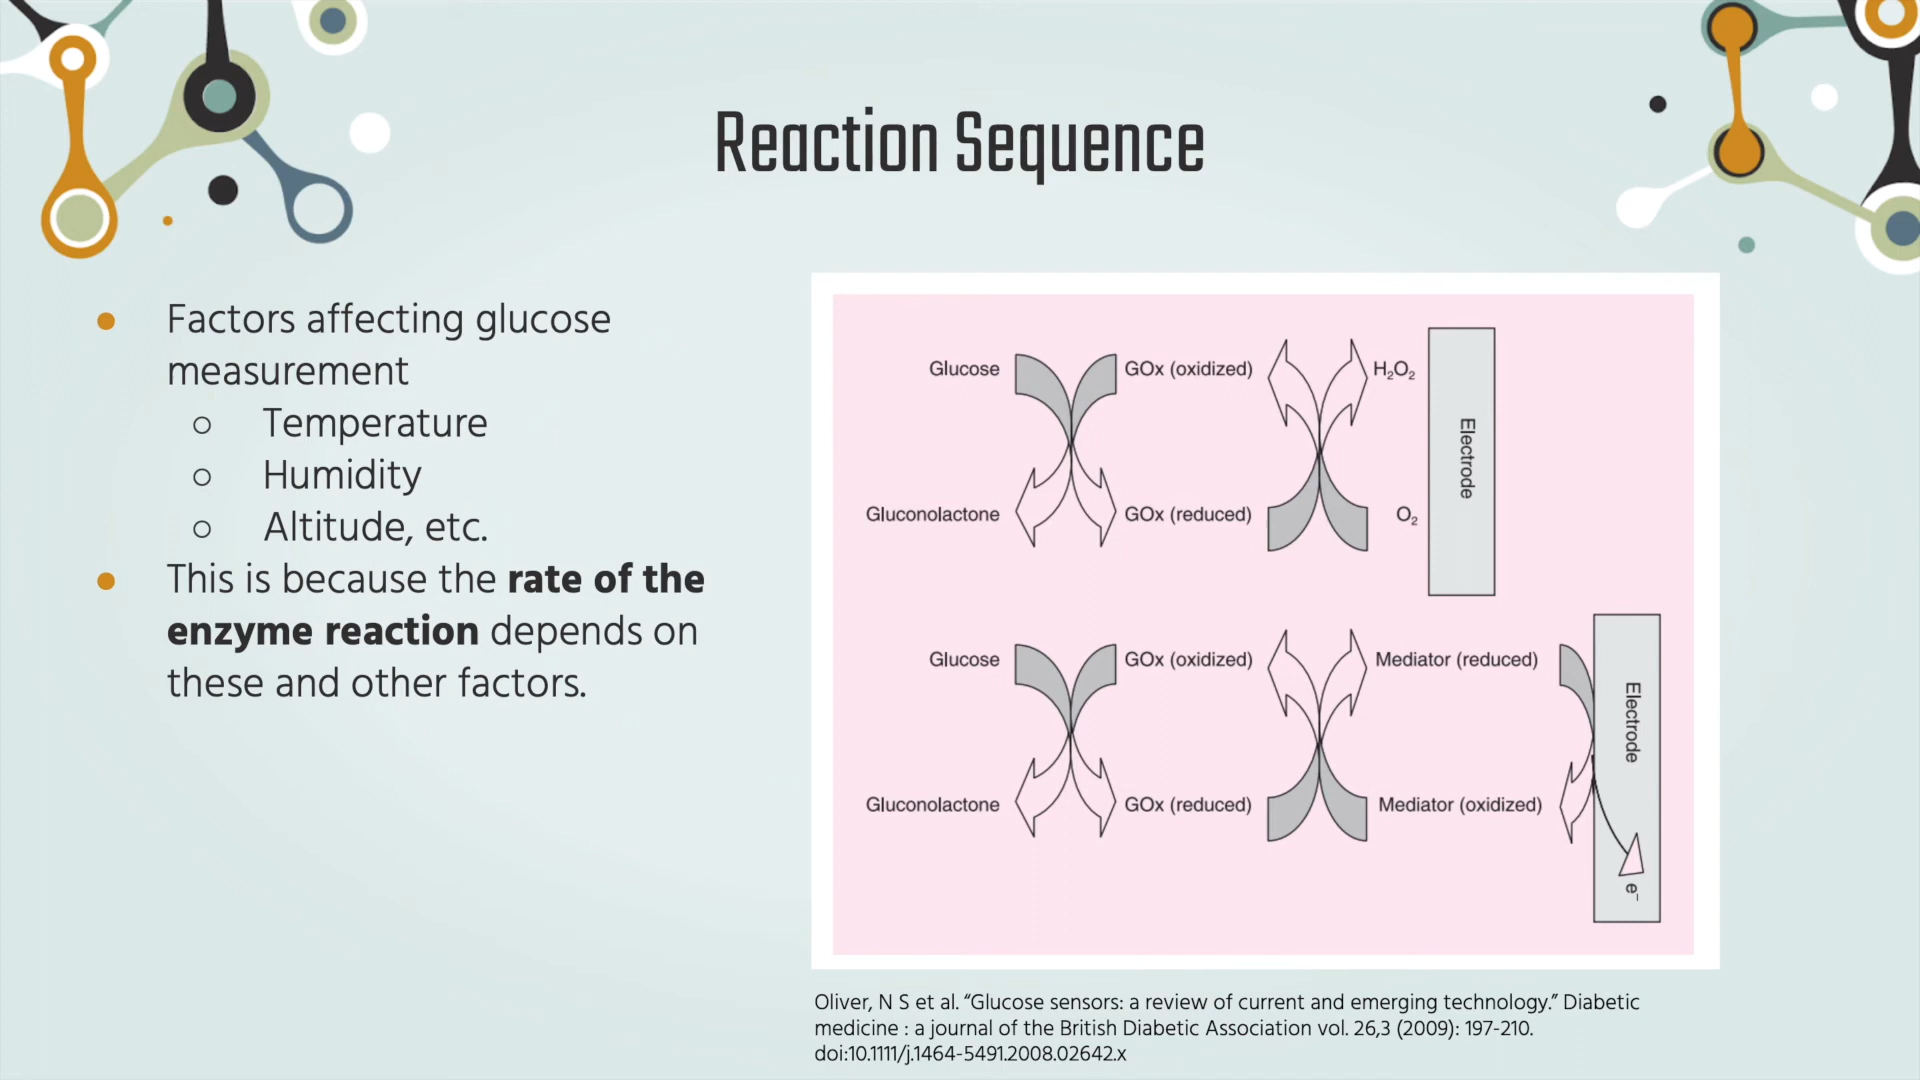 Reaction Sequence
Factors affecting glucose
measurement
Temperature
Humidity
Altitude, etc.
This is because the rate of the
enzyme reaction depends on
these and other factors.
Glucose GOx (oxidized) H₂O₂
Electrode
Gluconolactone GOx (reduced) O₂
Glucose GOx (oxidized) Mediator (reduced)
Electrode
Gluconolactone GOx (reduced) Mediator (oxidized)
e⁻
Oliver, N S et al. “Glucose sensors: a review of current and emerging technology.” Diabetic
medicine : a journal of the British Diabetic Association vol. 26,3 (2009): 197-210.
doi:10.1111/j.1464-5491.2008.02642.x